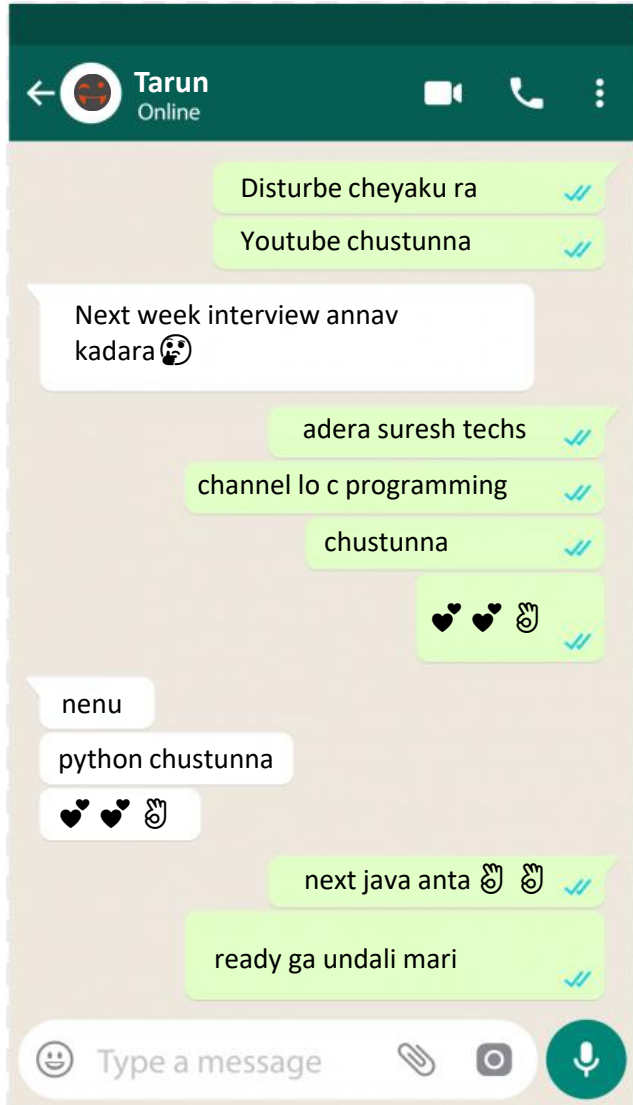 Tarun
Online
Disturbe cheyaku ra
Youtube chustunna
Next week interview annav
kadara🤔
adera suresh techs
channel lo c programming
chustunna
💕 💕 👌
nenu
python chustunna
💕 💕 👌
next java anta 👌 👌
ready ga undali mari
Type a message